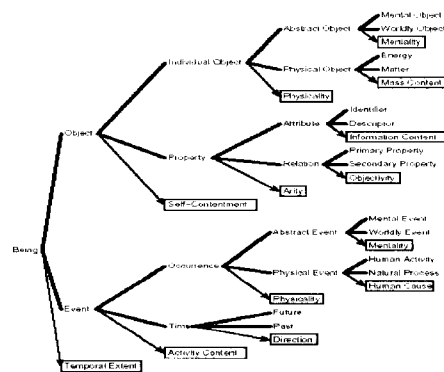 Mental Object
Abstract Object
Worldly Object
Mentality
Individual Object
Energy
Physical Object
Matter
Mass Content
Physicality
Object
Identifier
Attribute
Descriptor
Information Content
Property
Primary Property
Relation
Secondary Property
Objectivity
Arity
Self-Contentment
Being
Mental Event
Abstract Event
Worldly Event
Mentality
Occurrence
Human Activity
Physical Event
Natural Process
Human Cause
Physicality
Event
Future
Time
Past
Direction
Activity Content
Temporal Extent